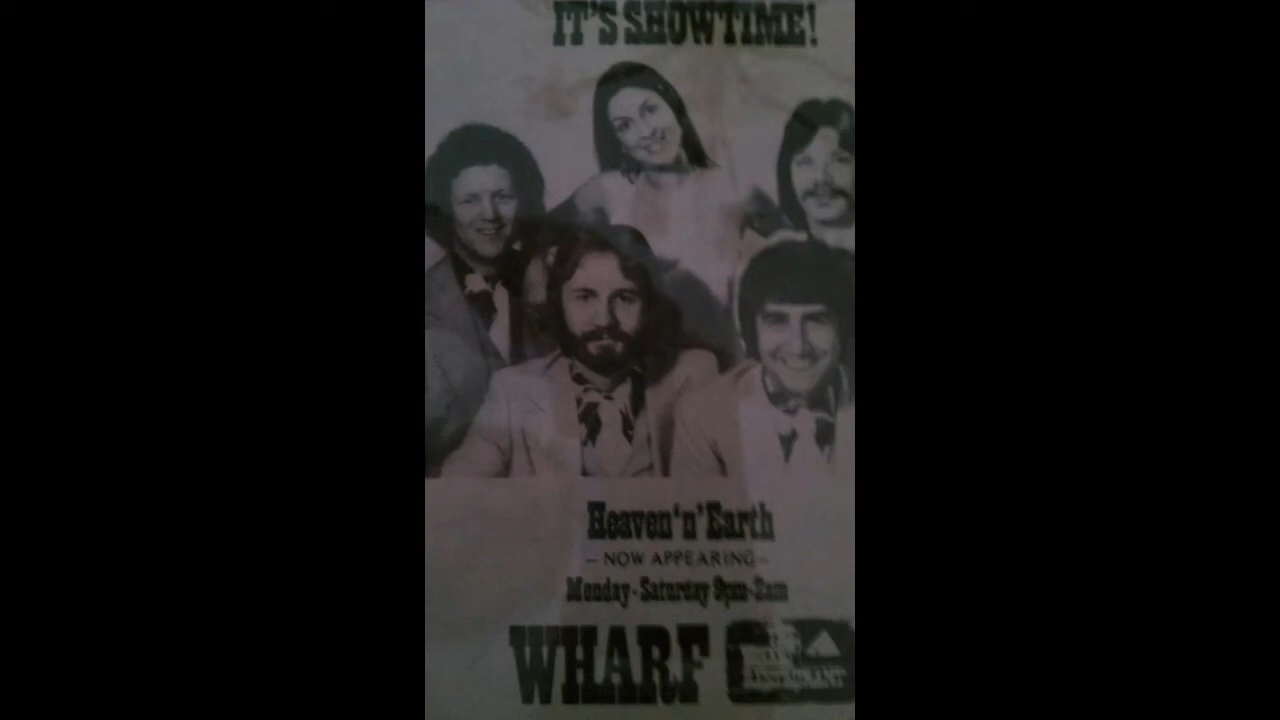 IT'S SHOWTIME!
Heaven 'n' Earth
– NOW APPEARING –
Monday - Saturday 9pm-2am
WHARF